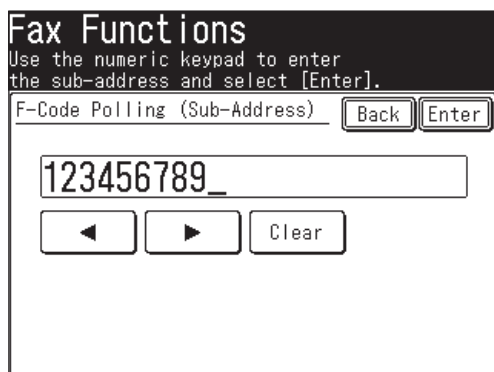 Fax Functions
Use the numeric keypad to enter
the sub-address and select [Enter].
F-Code Polling (Sub-Address) Back Enter
123456789_
◄ ► Clear